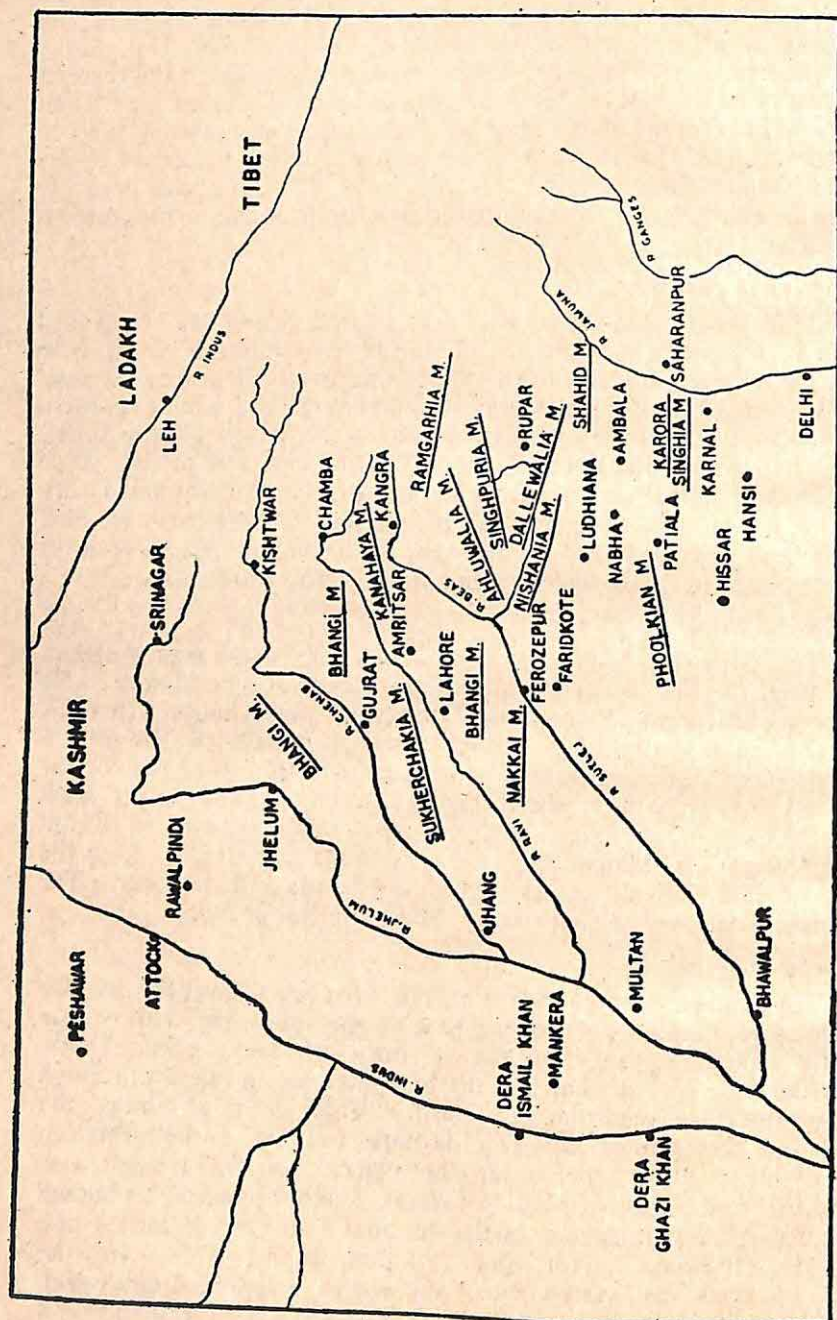 KASHMIR
LADAKH
TIBET
PESHAWAR
ATTOCK
RAWALPINDI
SRINAGAR
LEH
R INDUS
KISHTWAR
JHELUM
BHANGI M.
R.CHENAB
GUJRAT
BHANGI M
CHAMBA
KANAHAYA M.
KANGRA
AMRITSAR
RAMGARHIA M.
R. INDUS
R.JHELUM
SUKHERCHAKIA M.
LAHORE
BHANGI M.
R.BEAS
AHLUWALIA M.
SINGHPURIA M.
DALLEWALIA M.
RUPAR
NISHANIA M.
R. JAMUNA
R GANGES
JHANG
R RAVI
NAKKAI M.
FEROZEPUR
FARIDKOTE
LUDHIANA
SHAHID M.
NABHA
AMBALA
DERA
ISMAIL KHAN
MANKERA
R SUTLEJ
PHOOLKIAN M
PATIALA
KARORA
SINGHIA M
SAHARANPUR
KARNAL
DERA
GHAZI KHAN
MULTAN
BHAWALPUR
HISSAR
HANSI
DELHI